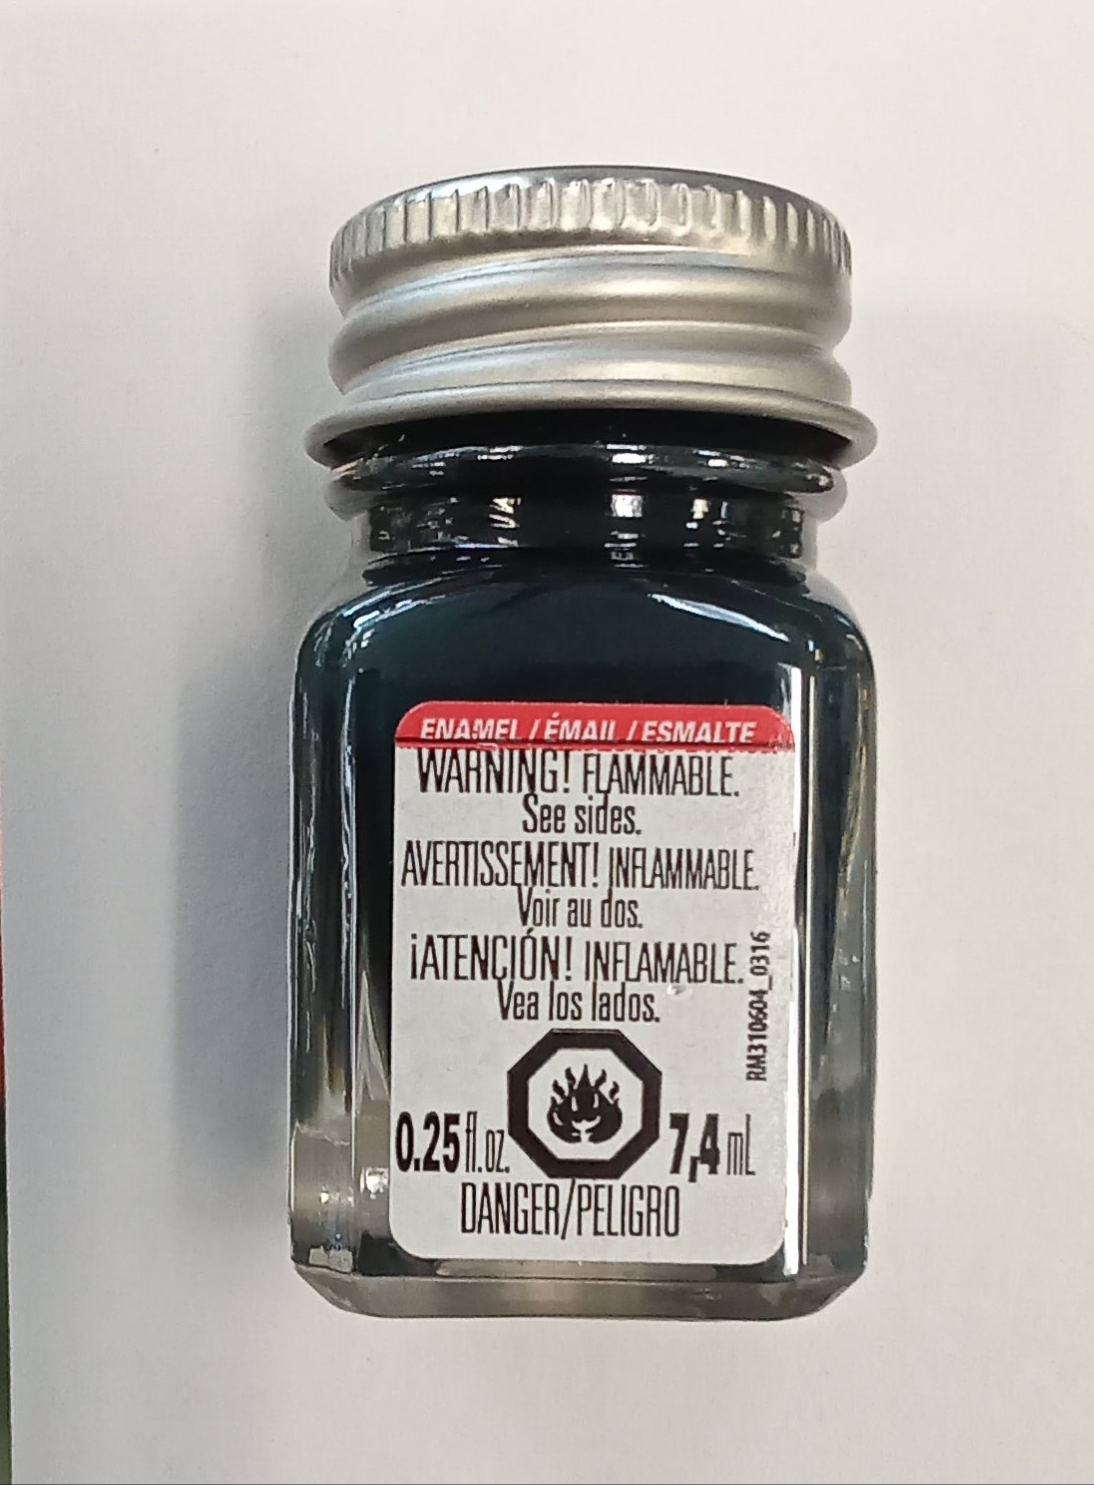 ENAMEL / ÉMAIL / ESMALTE
WARNING! FLAMMABLE.
See sides.
AVERTISSEMENT! INFLAMMABLE.
Voir au dos.
¡ATENCIÓN! INFLAMABLE.
Vea los lados.
RM310604_0316
0.25 fl. oz. 7,4 mL
DANGER/PELIGRO